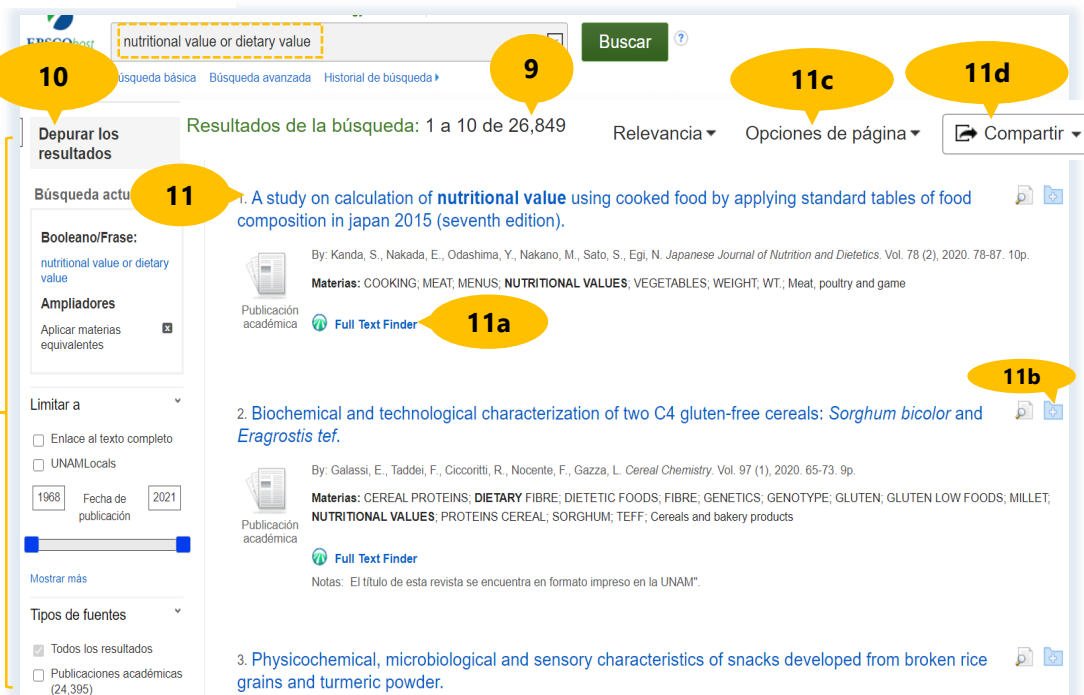 EBSCOhost
nutritional value or dietary value
Buscar
?
Búsqueda básica Búsqueda avanzada Historial de búsqueda
10
9
11c
11d
Depurar los
resultados
Resultados de la búsqueda: 1 a 10 de 26,849
Relevancia
Opciones de página
Compartir
Búsqueda actu
Booleano/Frase:
nutritional value or dietary
value
Ampliadores
Aplicar materias
equivalentes
x
Limitar a
Enlace al texto completo
UNAMLocals
1968 Fecha de 2021
publicación
Mostrar más
Tipos de fuentes
Todos los resultados
Publicaciones académicas
(24,395)
11
1. A study on calculation of nutritional value using cooked food by applying standard tables of food
composition in japan 2015 (seventh edition).
By: Kanda, S., Nakada, E., Odashima, Y., Nakano, M., Sato, S., Egi, N. Japanese Journal of Nutrition and Dietetics. Vol. 78 (2), 2020. 78-87. 10p.
Materias: COOKING; MEAT; MENUS; NUTRITIONAL VALUES; VEGETABLES; WEIGHT; WT.; Meat, poultry and game
Publicación
académica
Full Text Finder
11a
11b
2. Biochemical and technological characterization of two C4 gluten-free cereals: Sorghum bicolor and
Eragrostis tef.
By: Galassi, E., Taddei, F., Ciccoritti, R., Nocente, F., Gazza, L. Cereal Chemistry. Vol. 97 (1), 2020. 65-73. 9p.
Materias: CEREAL PROTEINS; DIETARY FIBRE; DIETETIC FOODS; FIBRE; GENETICS; GENOTYPE; GLUTEN; GLUTEN LOW FOODS; MILLET;
NUTRITIONAL VALUES; PROTEINS CEREAL; SORGHUM; TEFF; Cereals and bakery products
Publicación
académica
Full Text Finder
Notas: El título de esta revista se encuentra en formato impreso en la UNAM".
3. Physicochemical, microbiological and sensory characteristics of snacks developed from broken rice
grains and turmeric powder.